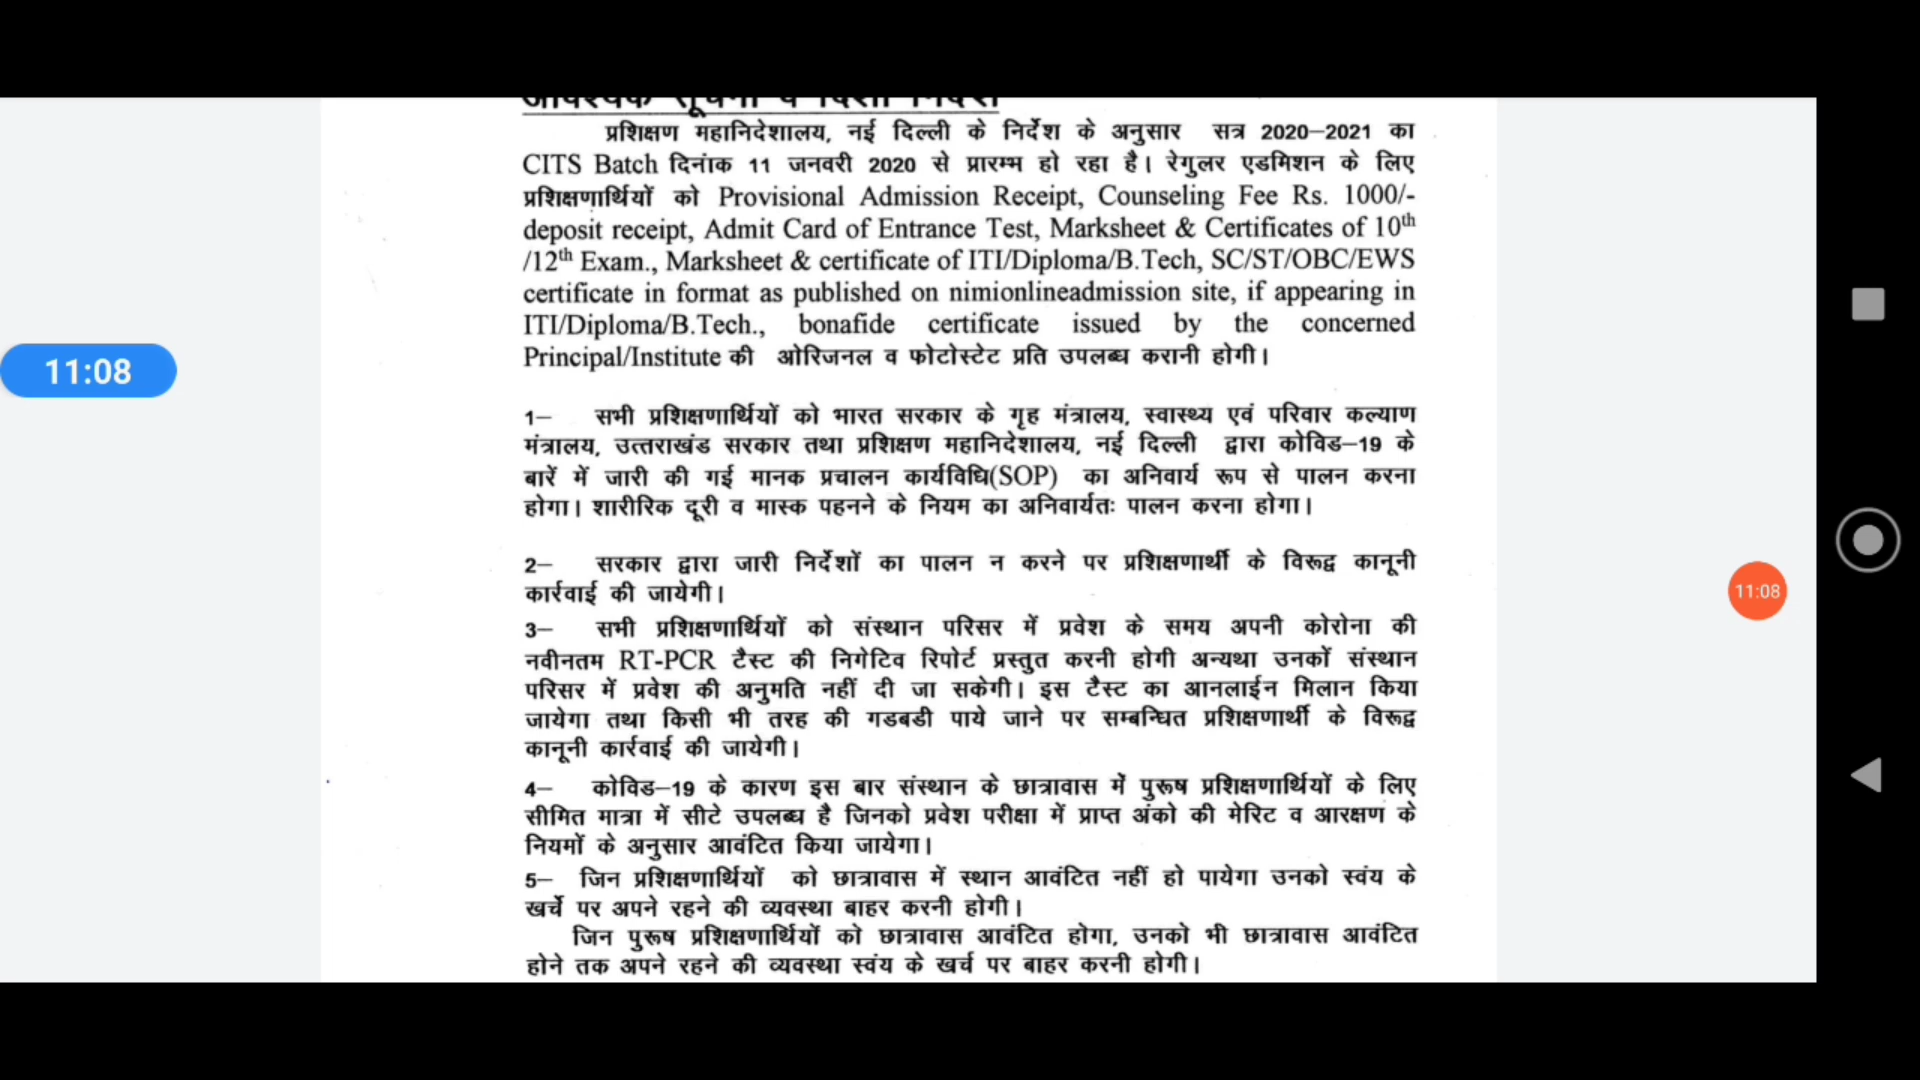 आवश्यक सूचना व दिशा निर्देश
प्रशिक्षण महानिदेशालय, नई दिल्ली के निर्देश के अनुसार सत्र 2020–2021 का
CITS Batch दिनांक 11 जनवरी 2020 से प्रारम्भ हो रहा है। रेगुलर एडमिशन के लिए
प्रशिक्षणार्थियों को Provisional Admission Receipt, Counseling Fee Rs. 1000/-
deposit receipt, Admit Card of Entrance Test, Marksheet & Certificates of 10th
/12th Exam., Marksheet & certificate of ITI/Diploma/B.Tech, SC/ST/OBC/EWS
certificate in format as published on nimionlineadmission site, if appearing in
ITI/Diploma/B.Tech., bonafide certificate issued by the concerned
Principal/Institute की ओरिजनल व फोटोस्टेट प्रति उपलब्ध करानी होगी।
11:08
1– सभी प्रशिक्षणार्थियों को भारत सरकार के गृह मंत्रालय, स्वास्थ्य एवं परिवार कल्याण
मंत्रालय, उत्तराखंड सरकार तथा प्रशिक्षण महानिदेशालय, नई दिल्ली द्वारा कोविड–19 के
बारें में जारी की गई मानक प्रचालन कार्यविधि(SOP) का अनिवार्य रूप से पालन करना
होगा। शारीरिक दूरी व मास्क पहनने के नियम का अनिवार्यतः पालन करना होगा।
2– सरकार द्वारा जारी निर्देशों का पालन न करने पर प्रशिक्षणार्थी के विरूद्व कानूनी
कार्रवाई की जायेगी।
11:08
3– सभी प्रशिक्षणार्थियों को संस्थान परिसर में प्रवेश के समय अपनी कोरोना की
नवीनतम RT-PCR टैस्ट की निगेटिव रिपोर्ट प्रस्तुत करनी होगी अन्यथा उनकों संस्थान
परिसर में प्रवेश की अनुमति नहीं दी जा सकेगी। इस टैस्ट का आनलाईन मिलान किया
जायेगा तथा किसी भी तरह की गडबडी पाये जाने पर सम्बन्धित प्रशिक्षणार्थी के विरूद्व
कानूनी कार्रवाई की जायेगी।
4– कोविड–19 के कारण इस बार संस्थान के छात्रावास में पुरूष प्रशिक्षणार्थियों के लिए
सीमित मात्रा में सीटे उपलब्ध है जिनको प्रवेश परीक्षा में प्राप्त अंको की मेरिट व आरक्षण के
नियमों के अनुसार आवंटित किया जायेगा।
5– जिन प्रशिक्षणार्थियों को छात्रावास में स्थान आवंटित नहीं हो पायेगा उनको स्वंय के
खर्चे पर अपने रहने की व्यवस्था बाहर करनी होगी।
जिन पुरूष प्रशिक्षणार्थियों को छात्रावास आवंटित होगा, उनको भी छात्रावास आवंटित
होने तक अपने रहने की व्यवस्था स्वंय के खर्च पर बाहर करनी होगी।